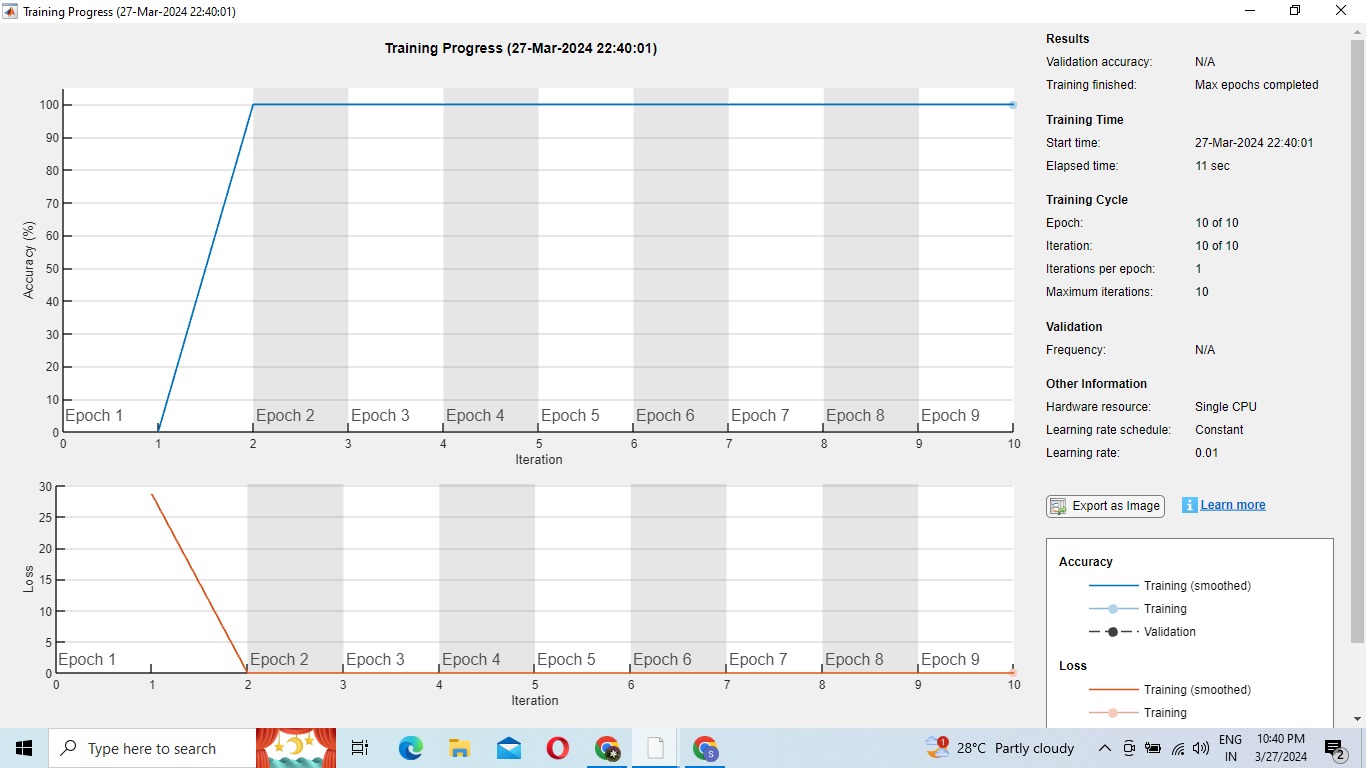 Training Progress (27-Mar-2024 22:40:01)
Training Progress (27-Mar-2024 22:40:01)
100
90
80
70
60
50
40
30
20
10
0
Accuracy (%)
Epoch 1 Epoch 2 Epoch 3 Epoch 4 Epoch 5 Epoch 6 Epoch 7 Epoch 8 Epoch 9
0 1 2 3 4 5 6 7 8 9 10
Iteration
30
25
20
15
10
5
0
Loss
Epoch 1 Epoch 2 Epoch 3 Epoch 4 Epoch 5 Epoch 6 Epoch 7 Epoch 8 Epoch 9
0 1 2 3 4 5 6 7 8 9 10
Iteration
Results
Validation accuracy: N/A
Training finished: Max epochs completed
Training Time
Start time: 27-Mar-2024 22:40:01
Elapsed time: 11 sec
Training Cycle
Epoch: 10 of 10
Iteration: 10 of 10
Iterations per epoch: 1
Maximum iterations: 10
Validation
Frequency: N/A
Other Information
Hardware resource: Single CPU
Learning rate schedule: Constant
Learning rate: 0.01
Export as Image
i Learn more
Accuracy
Training (smoothed)
Training
Validation
Loss
Training (smoothed)
Training
Type here to search
S
1
28°C Partly cloudy
ENG
IN
10:40 PM
3/27/2024
2